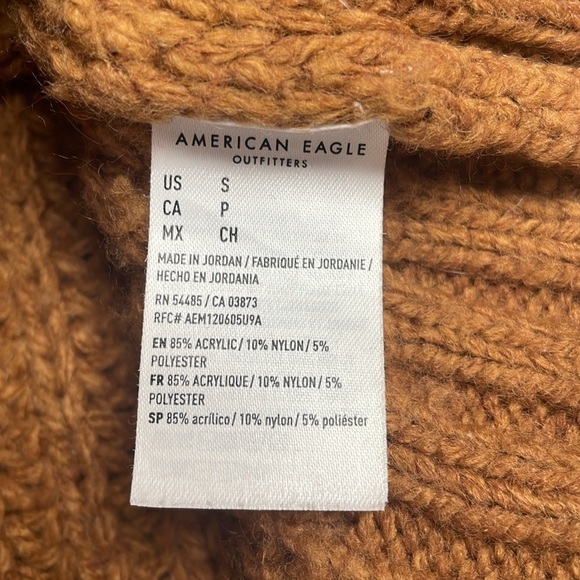 AMERICAN EAGLE
OUTFITTERS
US S
CA P
MX CH
MADE IN JORDAN / FABRIQUÉ EN JORDANIE /
HECHO EN JORDANIA
RN 54485 / CA 03873
RFC# AEM120605U9A
EN 85% ACRYLIC / 10% NYLON / 5%
POLYESTER
FR 85% ACRYLIQUE / 10% NYLON / 5%
POLYESTER
SP 85% acrílico / 10% nylon / 5% poliéster